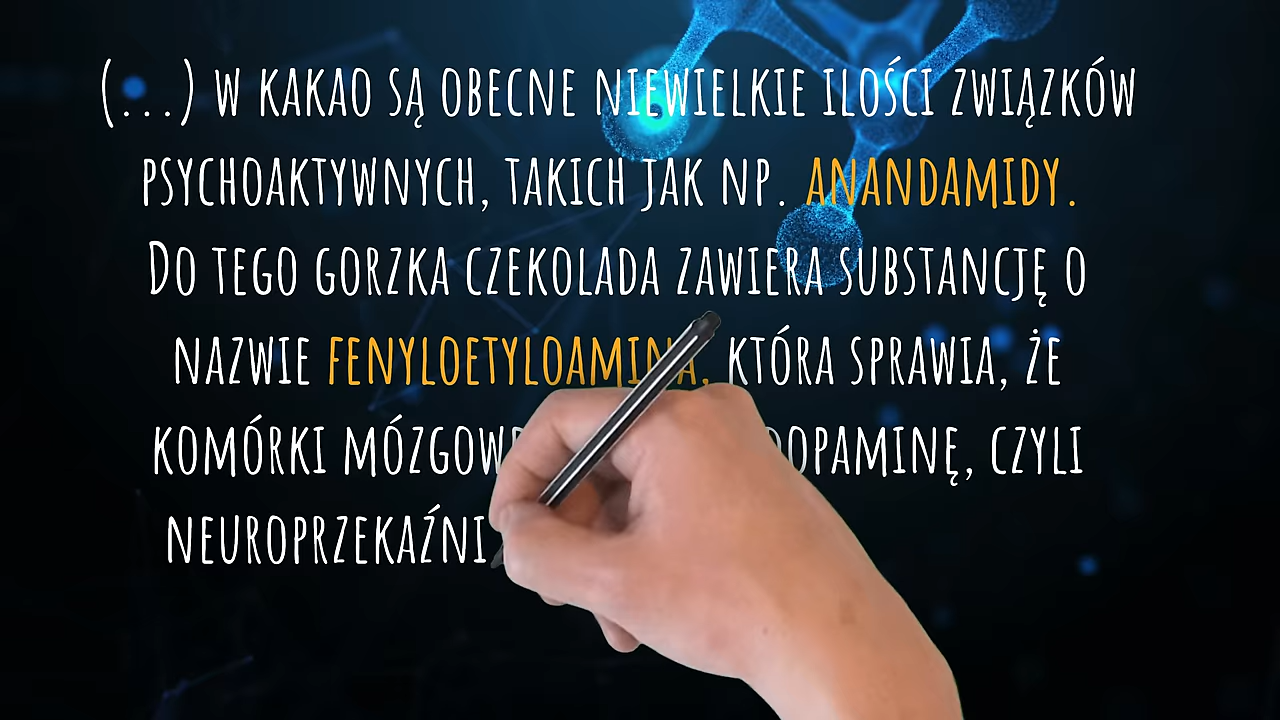 (...) W KAKAO SĄ OBECNE NIEWIELKIE ILOŚCI ZWIĄZKÓW
PSYCHOAKTYWNYCH, TAKICH JAK NP. ANANDAMIDY.
DO TEGO GORZKA CZEKOLADA ZAWIERA SUBSTANCJĘ O
NAZWIE FENYLOETYLOAMINA, KTÓRA SPRAWIA, ŻE
KOMÓRKI DOPAMINĘ, CZYLI
NEUROPRZEKAŹNI